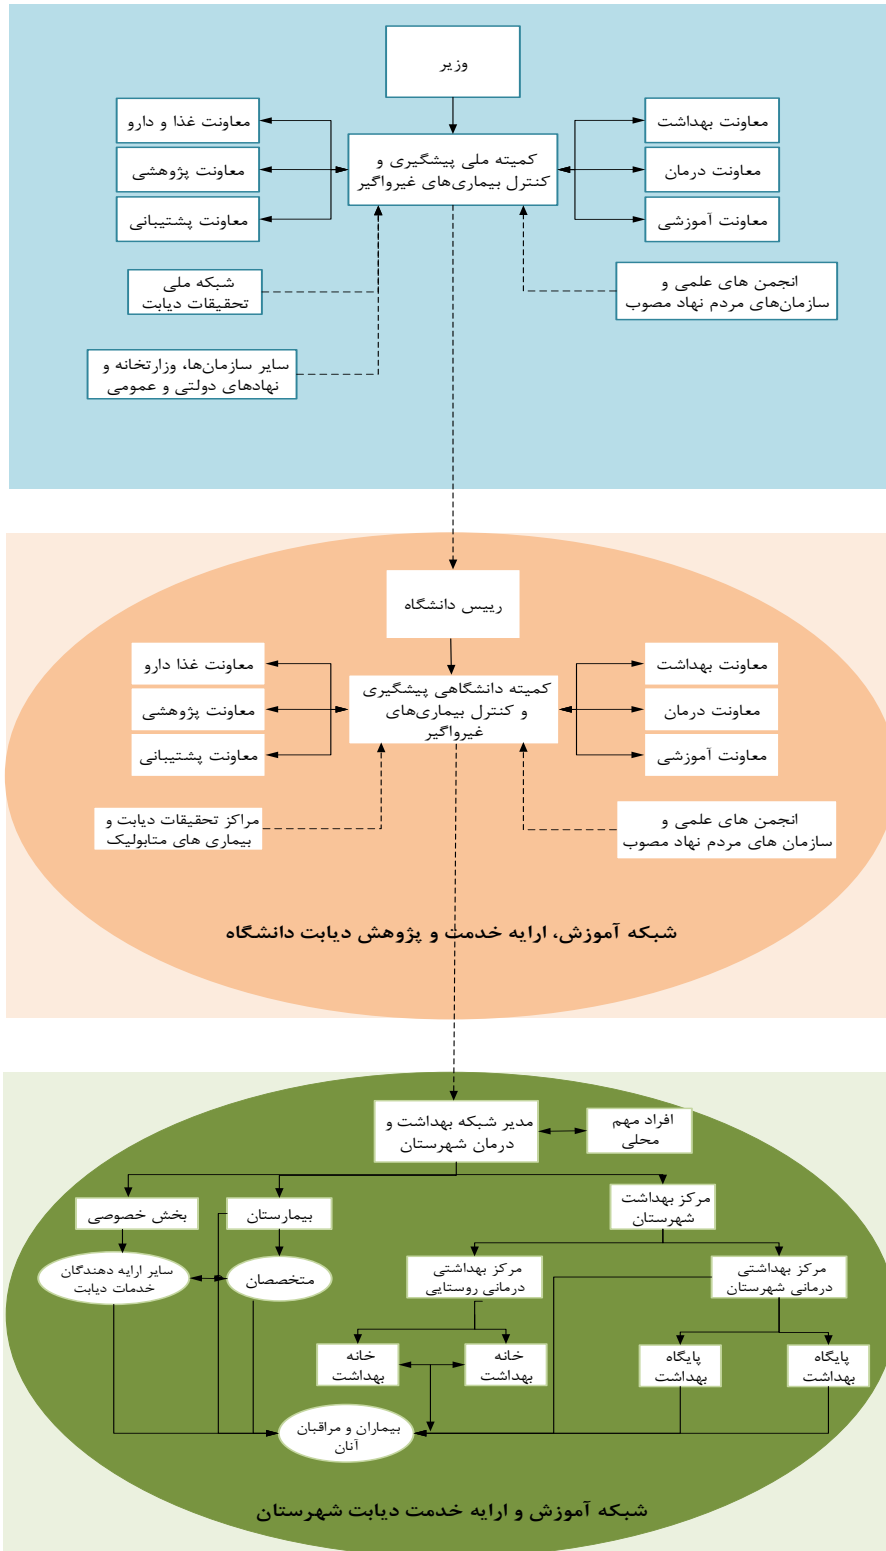 وزیر
معاونت بهداشت
معاونت غذا و دارو
کمیته ملی پیشگیری و
کنترل بیماری‌های غیرواگیر
معاونت درمان
معاونت پژوهشی
معاونت آموزشی
معاونت پشتیبانی
انجمن های علمی و
سازمان‌های مردم نهاد مصوب
شبکه ملی
تحقیقات دیابت
سایر سازمان‌ها، وزارتخانه و
نهادهای دولتی و عمومی
رییس دانشگاه
معاونت بهداشت
معاونت غذا دارو
کمیته دانشگاهی پیشگیری
و کنترل بیماری‌های
غیرواگیر
معاونت درمان
معاونت پژوهشی
معاونت آموزشی
معاونت پشتیبانی
انجمن های علمی و
سازمان های مردم نهاد مصوب
مراکز تحقیقات دیابت و
بیماری های متابولیک
شبکه آموزش، ارایه خدمت و پژوهش دیابت دانشگاه
افراد مهم
محلی
مدیر شبکه بهداشت و
درمان شهرستان
مرکز بهداشت
شهرستان
بیمارستان
بخش خصوصی
مرکز بهداشتی
درمانی شهرستان
مرکز بهداشتی
درمانی روستایی
متخصصان
سایر ارایه دهندگان
خدمات دیابت
پایگاه
بهداشت
پایگاه
بهداشت
خانه
بهداشت
خانه
بهداشت
بیماران و مراقبان
آنان
شبکه آموزش و ارایه خدمت دیابت شهرستان